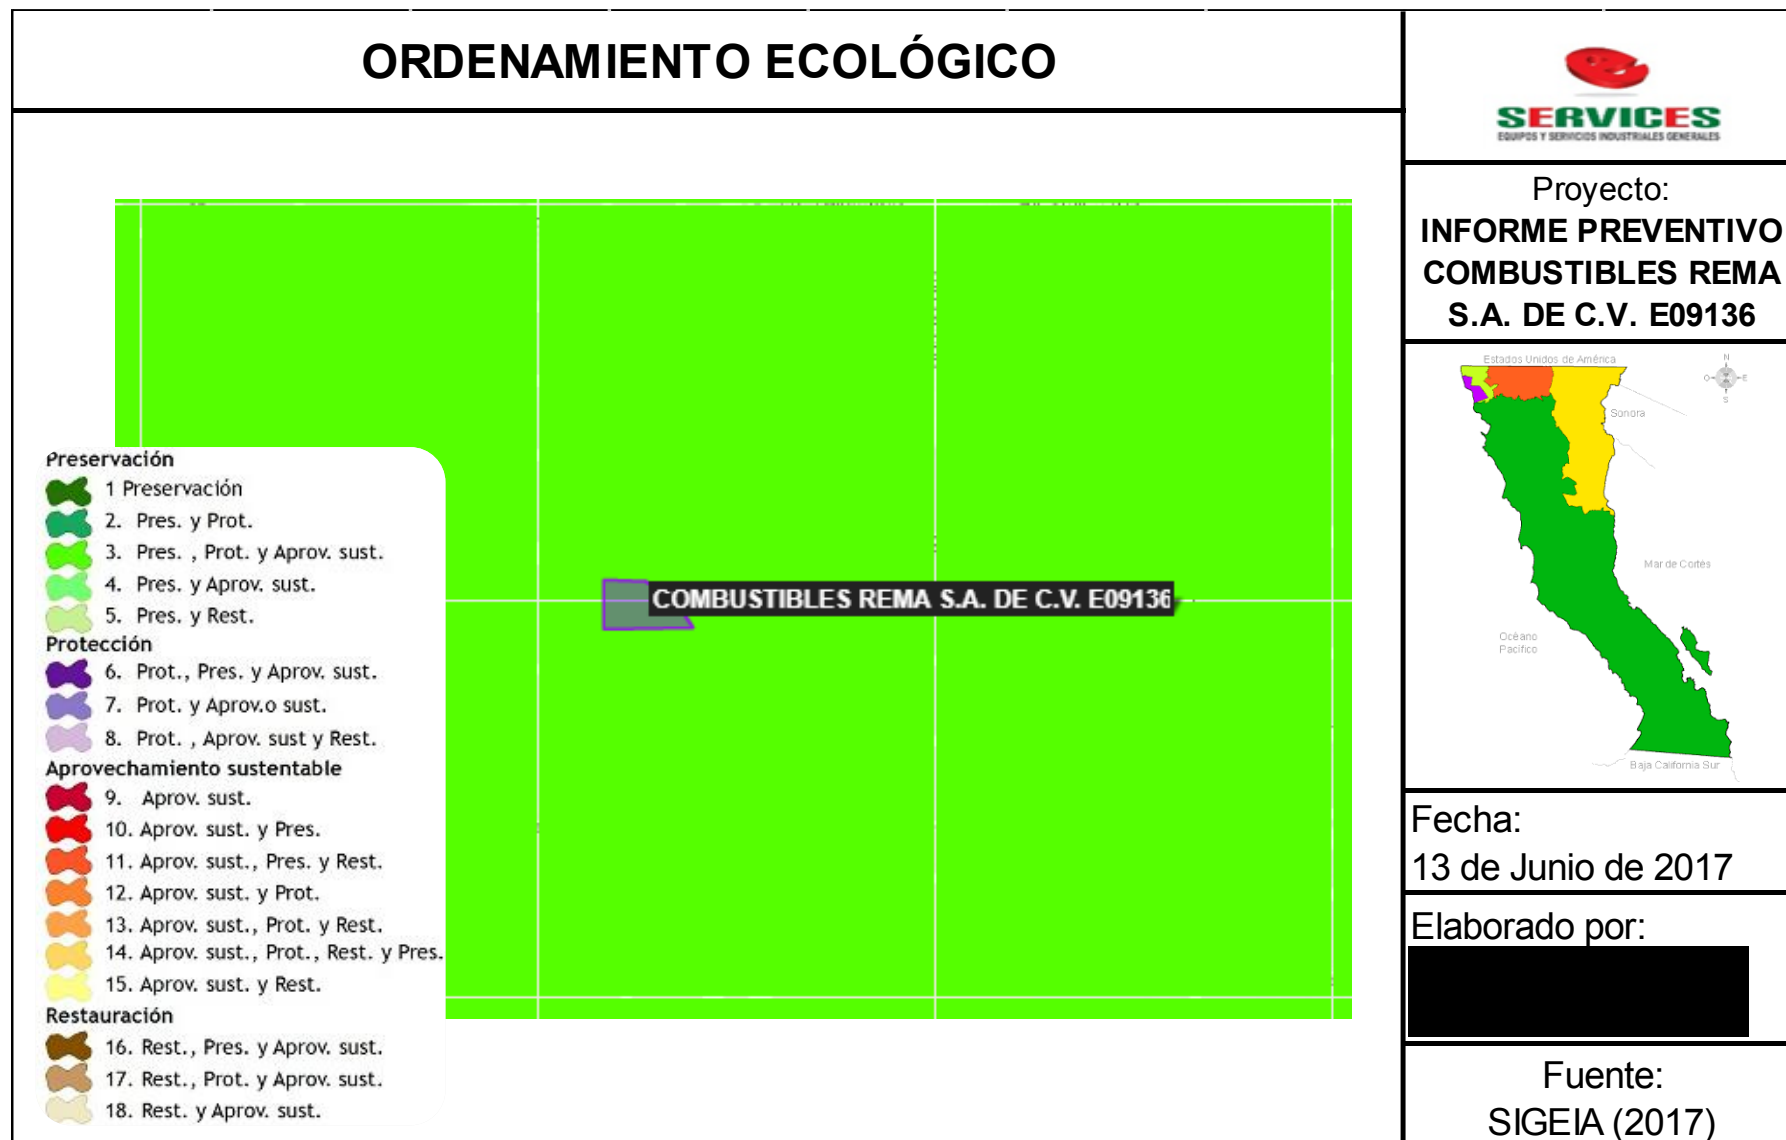 ORDENAMIENTO ECOLÓGICO
SERVICES
EQUIPOS Y SERVICIOS INDUSTRIALES GENERALES
Proyecto:
INFORME PREVENTIVO
COMBUSTIBLES REMA
S.A. DE C.V. E09136
Estados Unidos de América
N
O
E
S
Sonora
Mar de Cortés
Océano
Pacífico
Baja California Sur
Fecha:
13 de Junio de 2017
Elaborado por:
Fuente:
SIGEIA (2017)
COMBUSTIBLES REMA S.A. DE C.V. E09136
Preservación
1 Preservación
2. Pres. y Prot.
3. Pres. , Prot. y Aprov. sust.
4. Pres. y Aprov. sust.
5. Pres. y Rest.
Protección
6. Prot., Pres. y Aprov. sust.
7. Prot. y Aprov.o sust.
8. Prot. , Aprov. sust y Rest.
Aprovechamiento sustentable
9. Aprov. sust.
10. Aprov. sust. y Pres.
11. Aprov. sust., Pres. y Rest.
12. Aprov. sust. y Prot.
13. Aprov. sust., Prot. y Rest.
14. Aprov. sust., Prot., Rest. y Pres.
15. Aprov. sust. y Rest.
Restauración
16. Rest., Pres. y Aprov. sust.
17. Rest., Prot. y Aprov. sust.
18. Rest. y Aprov. sust.